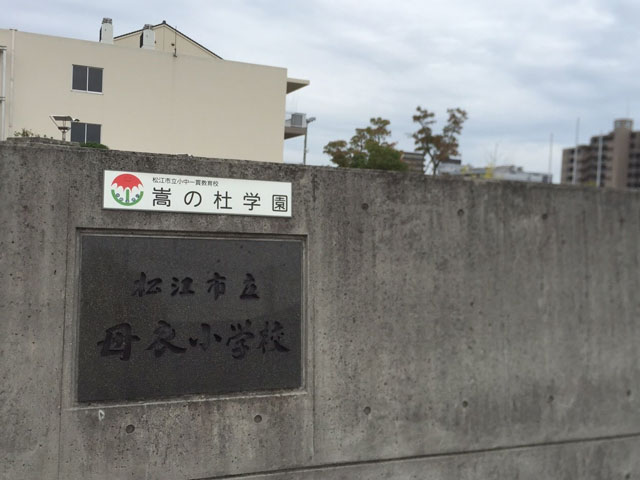 松江市立小中一貫教育校
嵩の杜学園
松江市立
母衣小学校